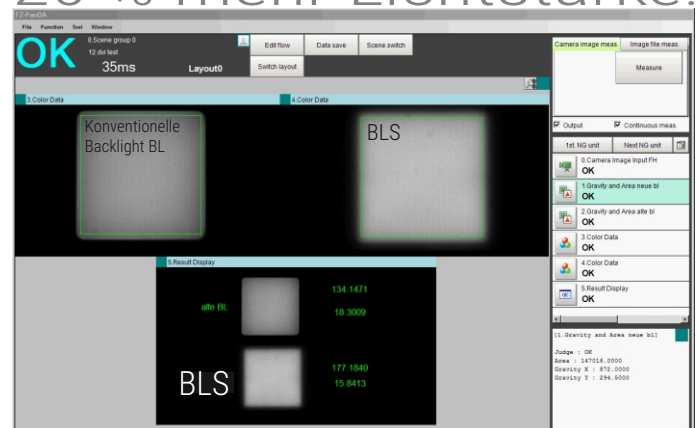 20 % mehr Lichtstärke.
FZ-PanDA
File Function Tool Window
OK
0.Scene group 0
12.dvi test
35ms
Layout0
Edit flow
Data save
Scene switch
Switch layout
Camera image meas.
Image file meas.
Measure
Output
Continuous meas.
1st. NG unit
Next NG unit
0.Camera Image Input FH
OK
1.Gravity and Area neue bl
OK
2.Gravity and Area alte bl
OK
3.Color Data
OK
4.Color Data
OK
5.Result Display
OK
[1.Gravity and Area neue bl]
Judge : OK
Area : 147018.0000
Gravity X : 872.0000
Gravity Y : 294.5000
3.Color Data
4.Color Data
Konventionelle
Backlight BL
BLS
5.Result Display
alte BL
134.1471
18.3009
BLS
177.1840
15.8413